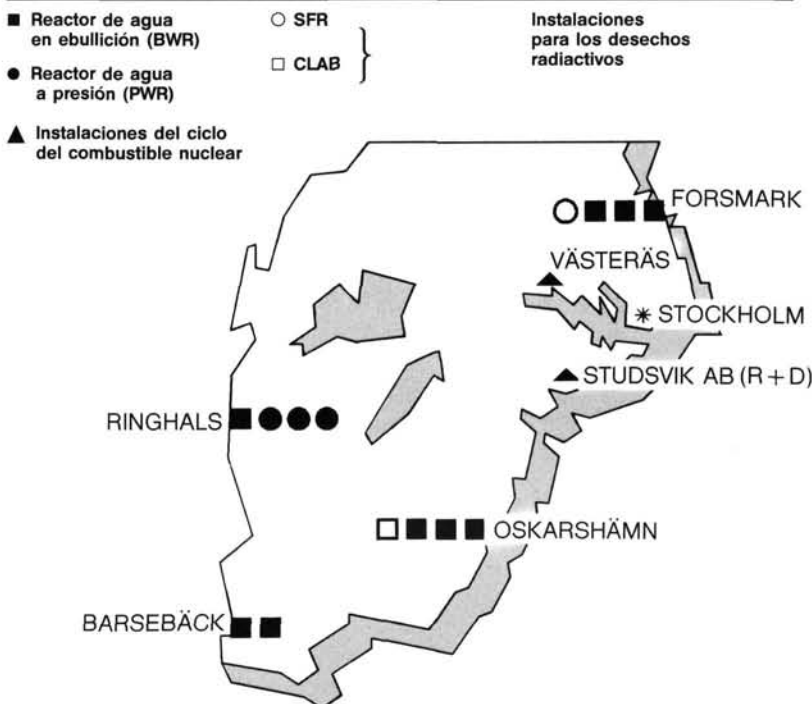 Reactor de agua
en ebullición (BWR)
Reactor de agua
a presión (PWR)
Instalaciones del ciclo
del combustible nuclear
SFR
CLAB
Instalaciones
para los desechos
radiactivos
FORSMARK
VÄSTERÄS
STOCKHOLM
STUDSVIK AB (R+D)
RINGHALS
OSKARSHÄMN
BARSEBÄCK